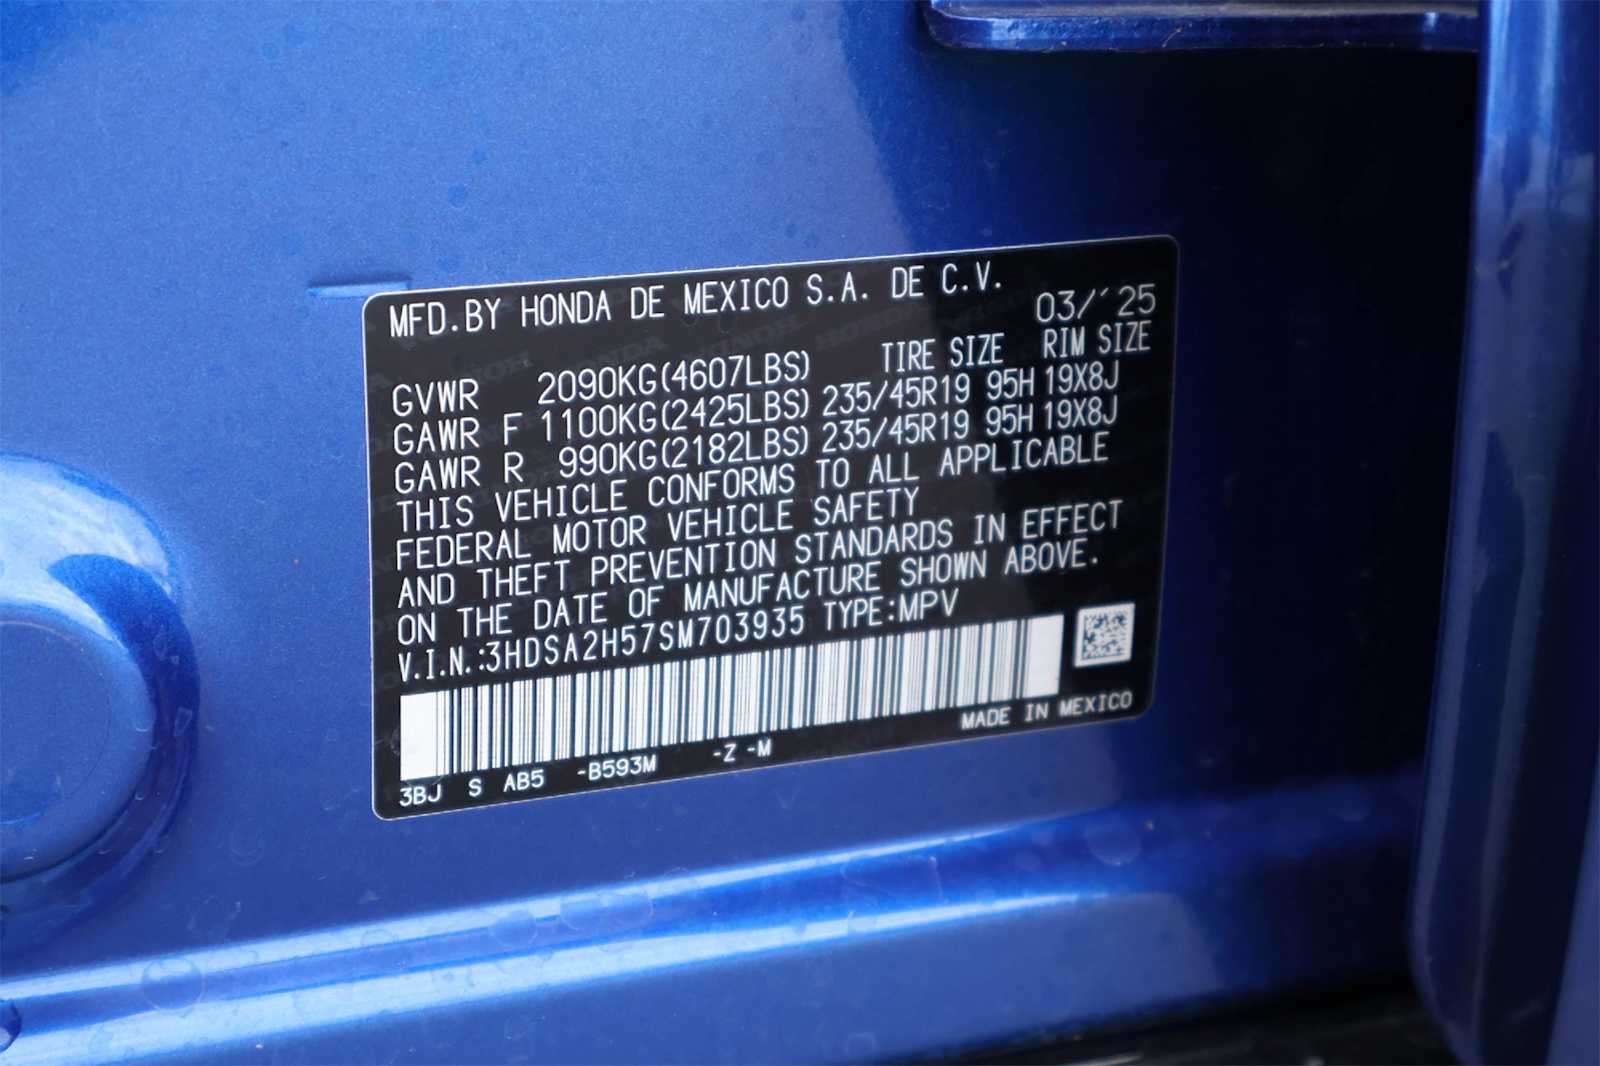 MFD.BY HONDA DE MEXICO S.A. DE C.V.
03/´25
TIRE SIZE RIM SIZE
GVWR 2090KG(4607LBS)
GAWR F 1100KG(2425LBS) 235/45R19 95H 19X8J
GAWR R 990KG(2182LBS) 235/45R19 95H 19X8J
THIS VEHICLE CONFORMS TO ALL APPLICABLE
FEDERAL MOTOR VEHICLE SAFETY
AND THEFT PREVENTION STANDARDS IN EFFECT
ON THE DATE OF MANUFACTURE SHOWN ABOVE.
V.I.N.:3HDSA2H57SM703935 TYPE:MPV
MADE IN MEXICO
3BJ S AB5 -B593M -Z -M